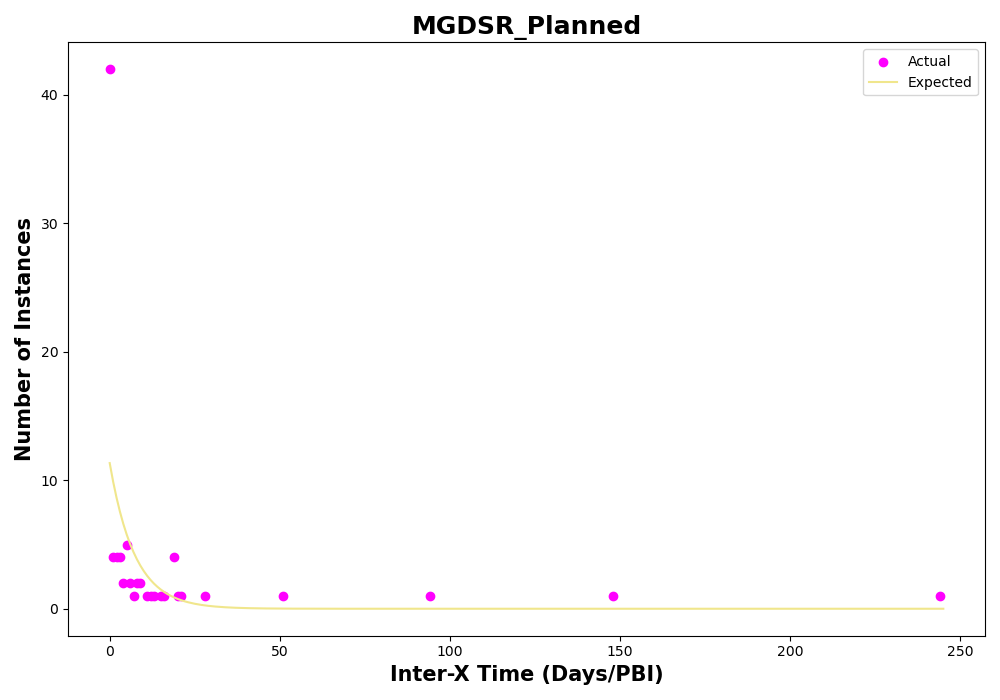 MGDSR_Planned
Actual
Expected
Number of Instances
40
30
20
10
0
0
50
100
150
200
250
Inter-X Time (Days/PBI)